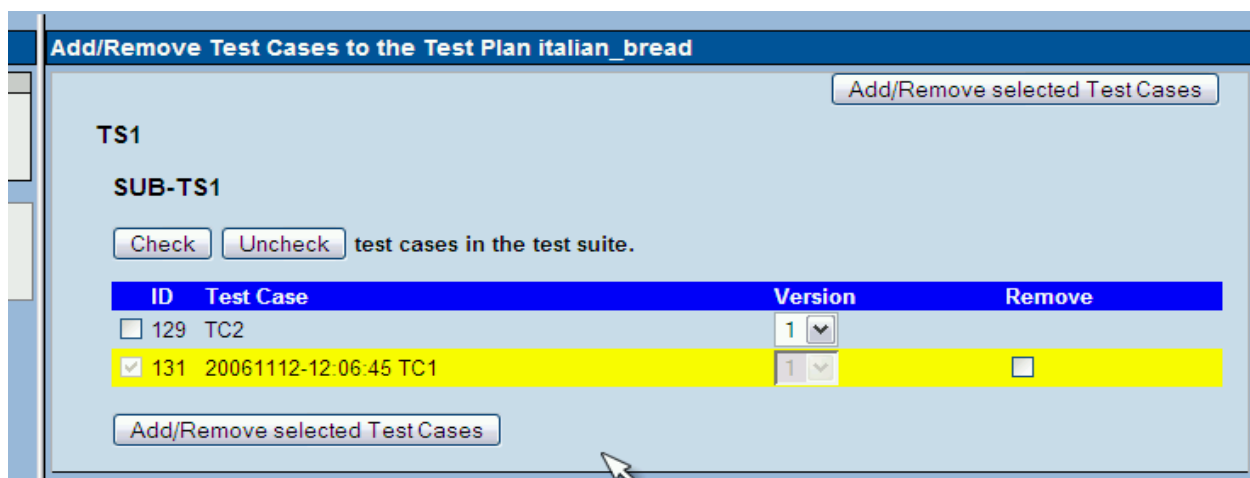 Add/Remove Test Cases to the Test Plan italian_bread
Add/Remove selected Test Cases
TS1
SUB-TS1
Check Uncheck test cases in the test suite.
ID Test Case Version Remove
129 TC2 1
131 20061112-12:06:45 TC1 1
Add/Remove selected Test Cases